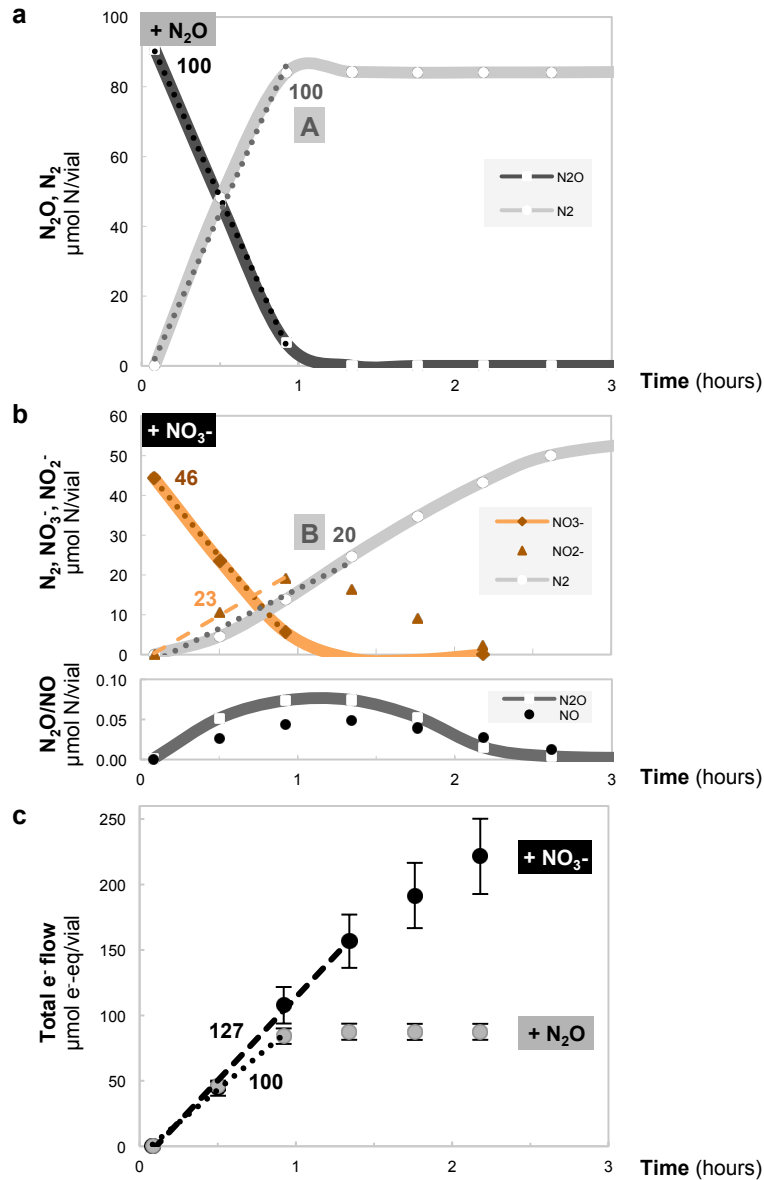 a
+ N₂O
100
100
A
N₂O, N₂
µmol N/vial
100
80
60
40
20
0
N2O
N2
0
1
2
3
Time (hours)
b
+ NO₃-
46
B
20
23
N₂, NO₃⁻, NO₂⁻
µmol N/vial
60
50
40
30
20
10
0
NO3-
NO2-
N2
N₂O/NO
µmol N/vial
0.10
0.05
0.00
N2O
NO
0
1
2
3
Time (hours)
c
Total e⁻ flow
µmol e⁻-eq/vial
250
200
150
100
50
0
+ NO₃-
127
+ N₂O
100
0
1
2
3
Time (hours)